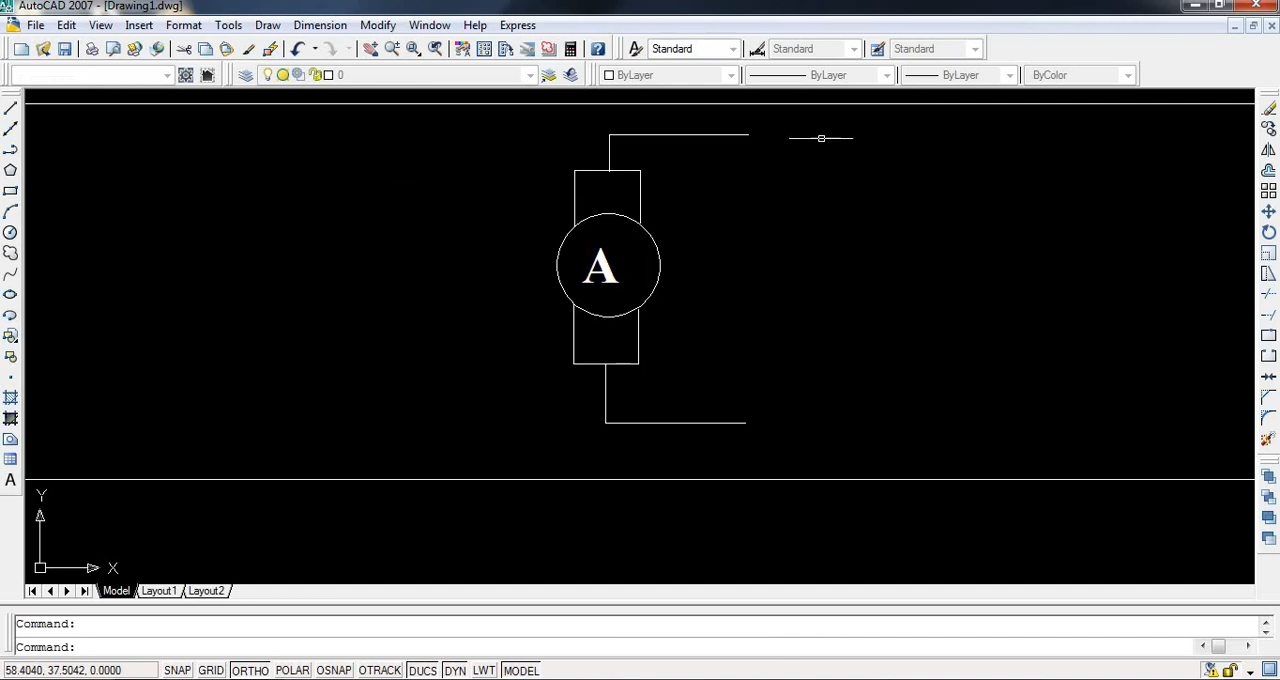 AutoCAD 2007 - [Drawing1.dwg]
File Edit View Insert Format Tools Draw Dimension Modify Window Help Express
Standard Standard Standard
0 ByLayer ByLayer ByLayer ByColor
A
Y
X
A
Model Layout1 Layout2
Command:
Command:
58.4040, 37.5042, 0.0000 SNAP GRID ORTHO POLAR OSNAP OTRACK DUCS DYN LWT MODEL